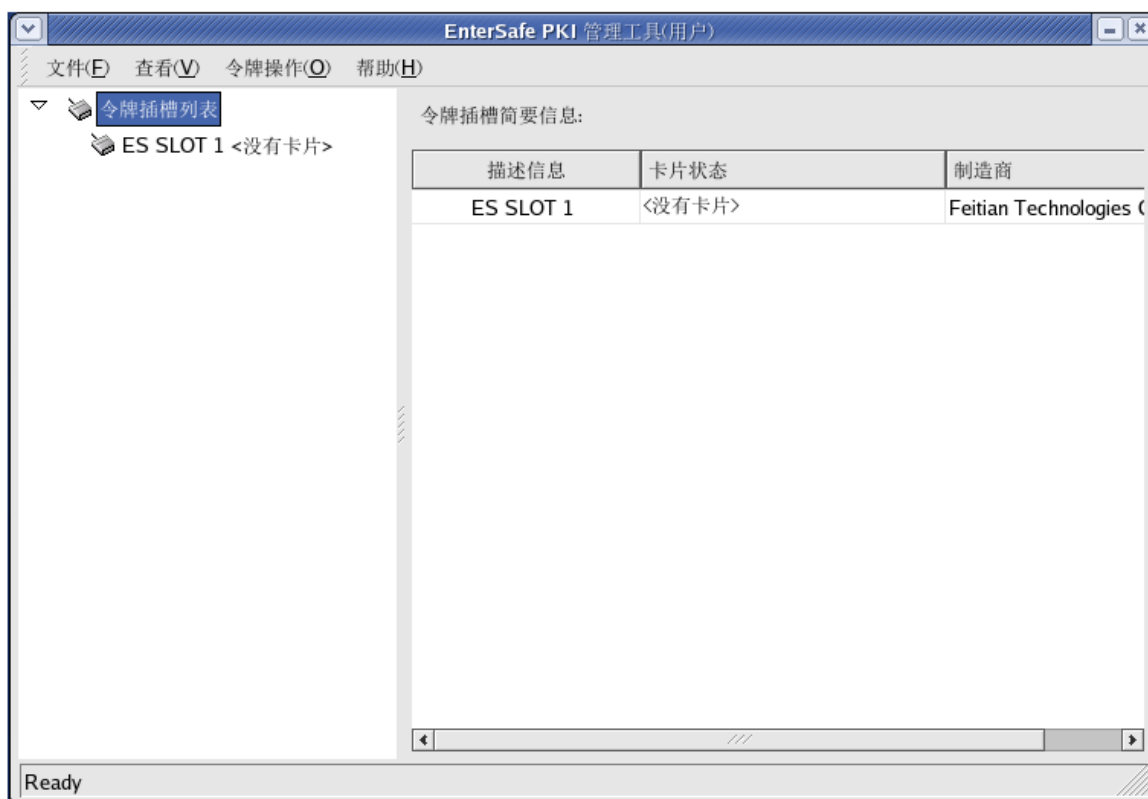 EnterSafe PKI 管理工具(用户)
文件(F) 查看(V) 令牌操作(O) 帮助(H)
令牌插槽列表
ES SLOT 1 <没有卡片>
令牌插槽简要信息:
描述信息 卡片状态 制造商
ES SLOT 1 <没有卡片> Feitian Technologies
Ready